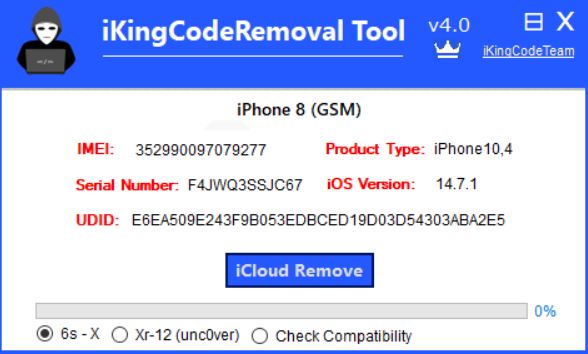 iKingCodeRemoval Tool
v4.0
iKingCodeTeam
iPhone 8 (GSM)
IMEI: 352990097079277 Product Type: iPhone10,4
Serial Number: F4JWQ3SSJC67 iOS Version: 14.7.1
UDID: E6EA509E243F9B053EDBCED19D03D54303ABA2E5
iCloud Remove
0%
6s - X Xr-12 (unc0ver) Check Compatibility